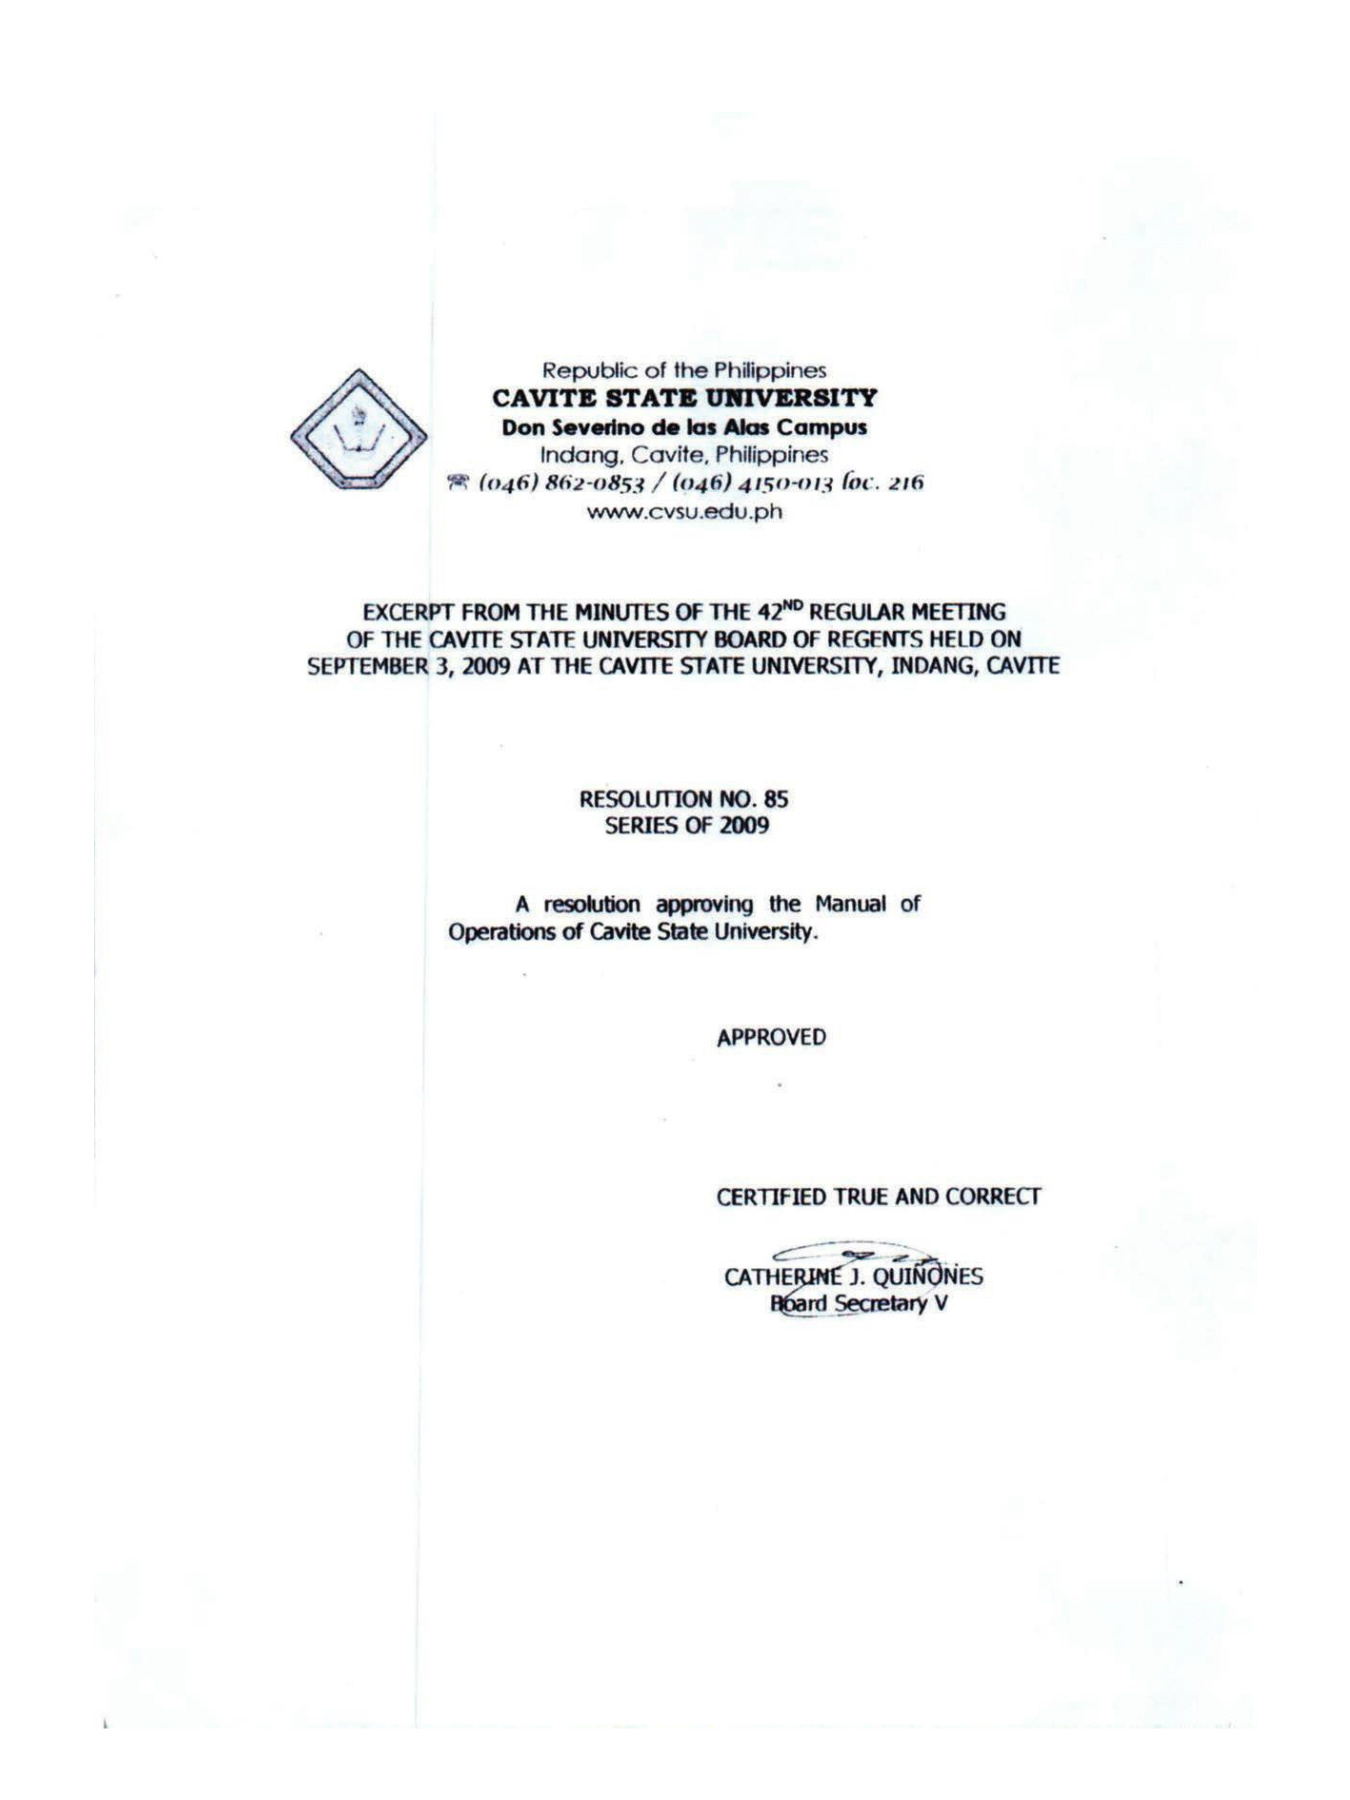 Republic of the Philippines
CAVITE STATE UNIVERSITY
Don Severino de las Alas Campus
Indang, Cavite, Philippines
☎ (046) 862-0853 / (046) 4150-013 loc. 216
www.cvsu.edu.ph
EXCERPT FROM THE MINUTES OF THE 42ND REGULAR MEETING
OF THE CAVITE STATE UNIVERSITY BOARD OF REGENTS HELD ON
SEPTEMBER 3, 2009 AT THE CAVITE STATE UNIVERSITY, INDANG, CAVITE
RESOLUTION NO. 85
SERIES OF 2009
A resolution approving the Manual of
Operations of Cavite State University.
APPROVED
CERTIFIED TRUE AND CORRECT
CATHERINE J. QUIÑONES
Board Secretary V